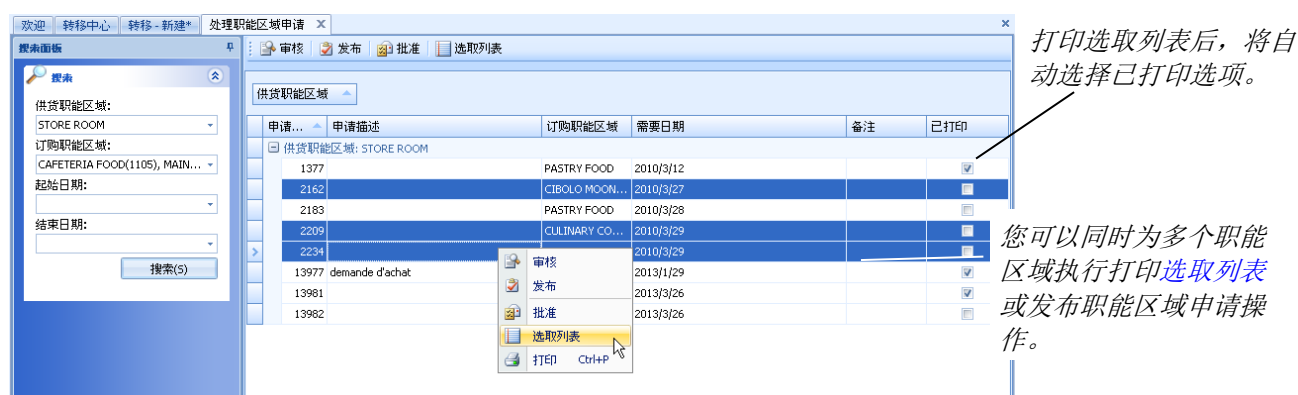 欢迎 转移中心 转移 - 新建* 处理职能区域申请 X ×
搜索面板
审核 发布 批准 选取列表
搜索
供货职能区域:
STORE ROOM
订购职能区域:
CAFETERIA FOOD(1105), MAIN...
起始日期:
结束日期:
搜索(S)
供货职能区域
申请... 申请描述 订购职能区域 需要日期 备注 已打印
供货职能区域: STORE ROOM
1377 PASTRY FOOD 2010/3/12
2162 CIBOLO MOON... 2010/3/27
2183 PASTRY FOOD 2010/3/28
2209 CULINARY CO... 2010/3/29
2234 2010/3/29
13977 demande d'achat 2013/1/29
13981 2013/3/26
13982 2013/3/26
审核
发布
批准
选取列表
打印 Ctrl+P
打印选取列表后，将自
动选择已打印选项。
您可以同时为多个职能
区域执行打印选取列表
或发布职能区域申请操
作。